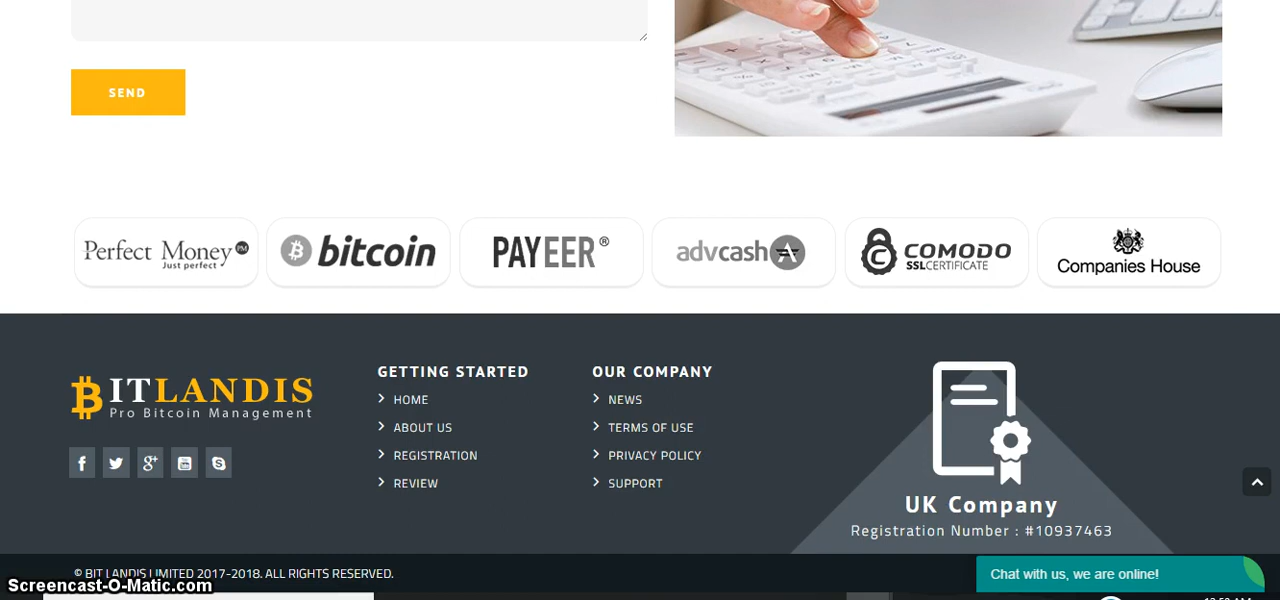 SEND
Perfect Money PM
Just perfect
bitcoin
PAYEER®
advcash
COMODO
SSLCERTIFICATE
Companies House
BITLANDIS
Pro Bitcoin Management
GETTING STARTED
HOME
ABOUT US
REGISTRATION
REVIEW
OUR COMPANY
NEWS
TERMS OF USE
PRIVACY POLICY
SUPPORT
UK Company
Registration Number : #10937463
© BIT LANDIS LIMITED 2017-2018. ALL RIGHTS RESERVED.
Chat with us, we are online!
Screencast-O-Matic.com